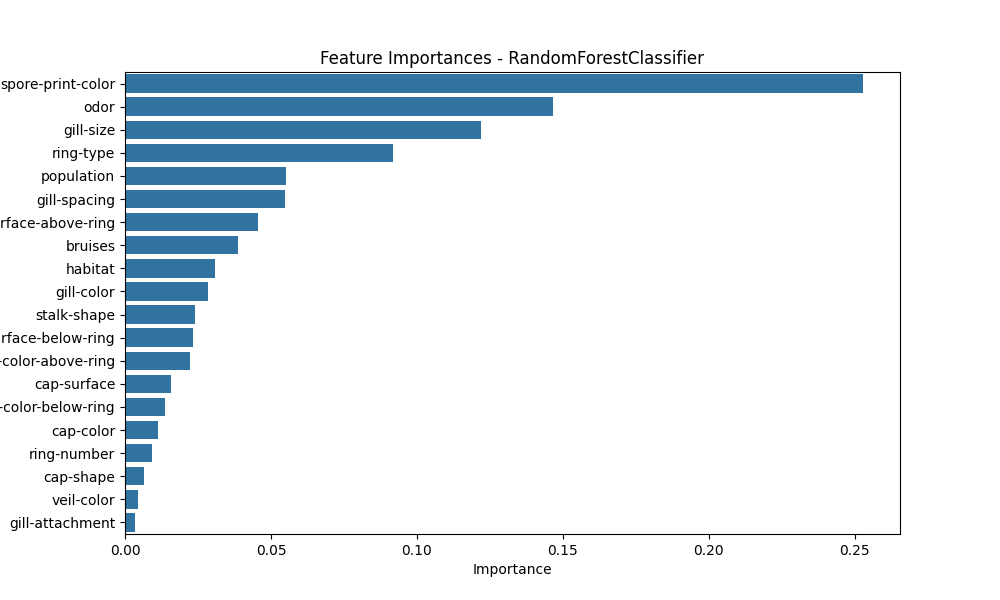 Feature Importances - RandomForestClassifier
spore-print-color
odor
gill-size
ring-type
population
gill-spacing
rface-above-ring
bruises
habitat
gill-color
stalk-shape
rface-below-ring
-color-above-ring
cap-surface
-color-below-ring
cap-color
ring-number
cap-shape
veil-color
gill-attachment
0.00 0.05 0.10 0.15 0.20 0.25
Importance